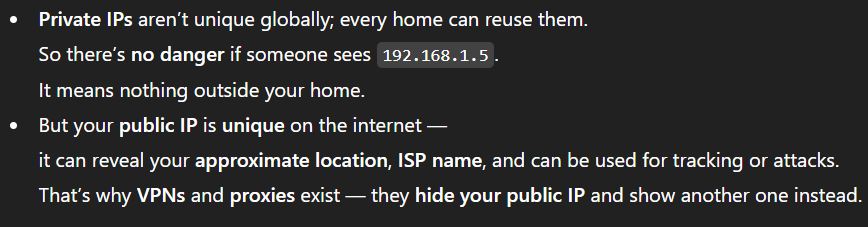 • Private IPs aren’t unique globally; every home can reuse them.
So there’s no danger if someone sees 192.168.1.5.
It means nothing outside your home.
• But your public IP is unique on the internet —
it can reveal your approximate location, ISP name, and can be used for tracking or attacks.
That’s why VPNs and proxies exist — they hide your public IP and show another one instead.